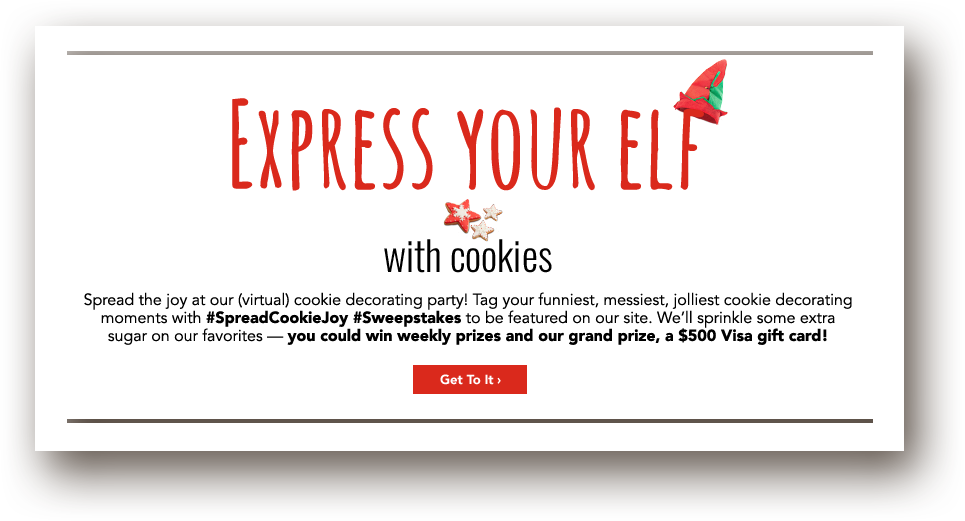 Express your elf
with cookies
Spread the joy at our (virtual) cookie decorating party! Tag your funniest, messiest, jolliest cookie decorating
moments with #SpreadCookieJoy #Sweepstakes to be featured on our site. We’ll sprinkle some extra
sugar on our favorites — you could win weekly prizes and our grand prize, a $500 Visa gift card!
Get To It ›